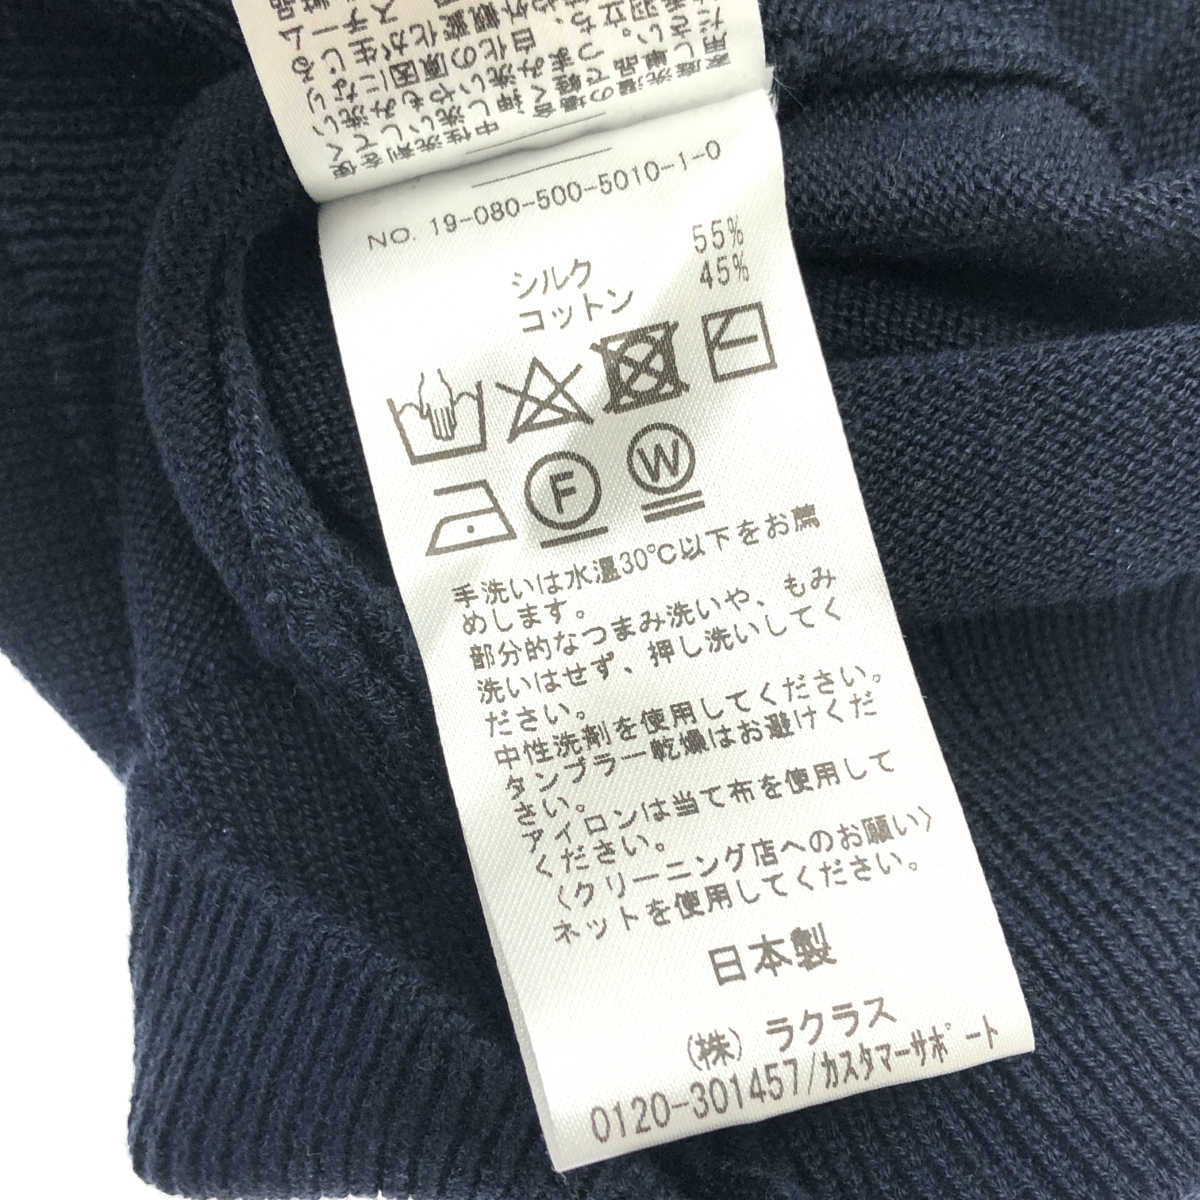 NO. 19-080-500-5010-1-0
シルク 55%
コットン 45%
F
W
手洗いは水温30℃以下をお薦
めします。
部分的なつまみ洗いや、もみ
洗いはせず、押し洗いしてく
ださい。
中性洗剤を使用してください。
タンブラー乾燥はお避けくだ
さい。
アイロンは当て布を使用して
ください。
〈クリーニング店へのお願い〉
ネットを使用してください。
日本製
(株) ラクラス
0120-301457/カスタマーサポート